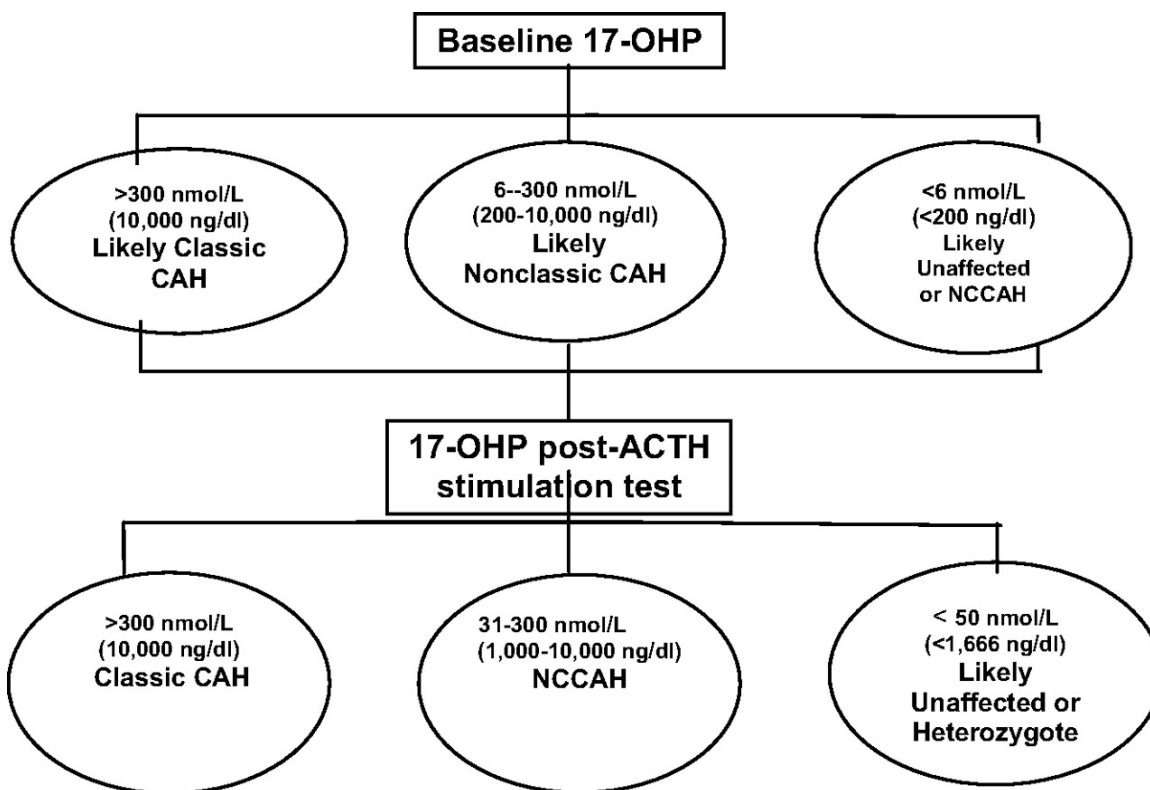 Baseline 17-OHP
>300 nmol/L
(10,000 ng/dl)
Likely Classic
CAH
6--300 nmol/L
(200-10,000 ng/dl)
Likely
Nonclassic CAH
<6 nmol/L
(<200 ng/dl)
Likely
Unaffected
or NCCAH
17-OHP post-ACTH
stimulation test
>300 nmol/L
(10,000 ng/dl)
Classic CAH
31-300 nmol/L
(1,000-10,000 ng/dl)
NCCAH
< 50 nmol/L
(<1,666 ng/dl)
Likely
Unaffected or
Heterozygote